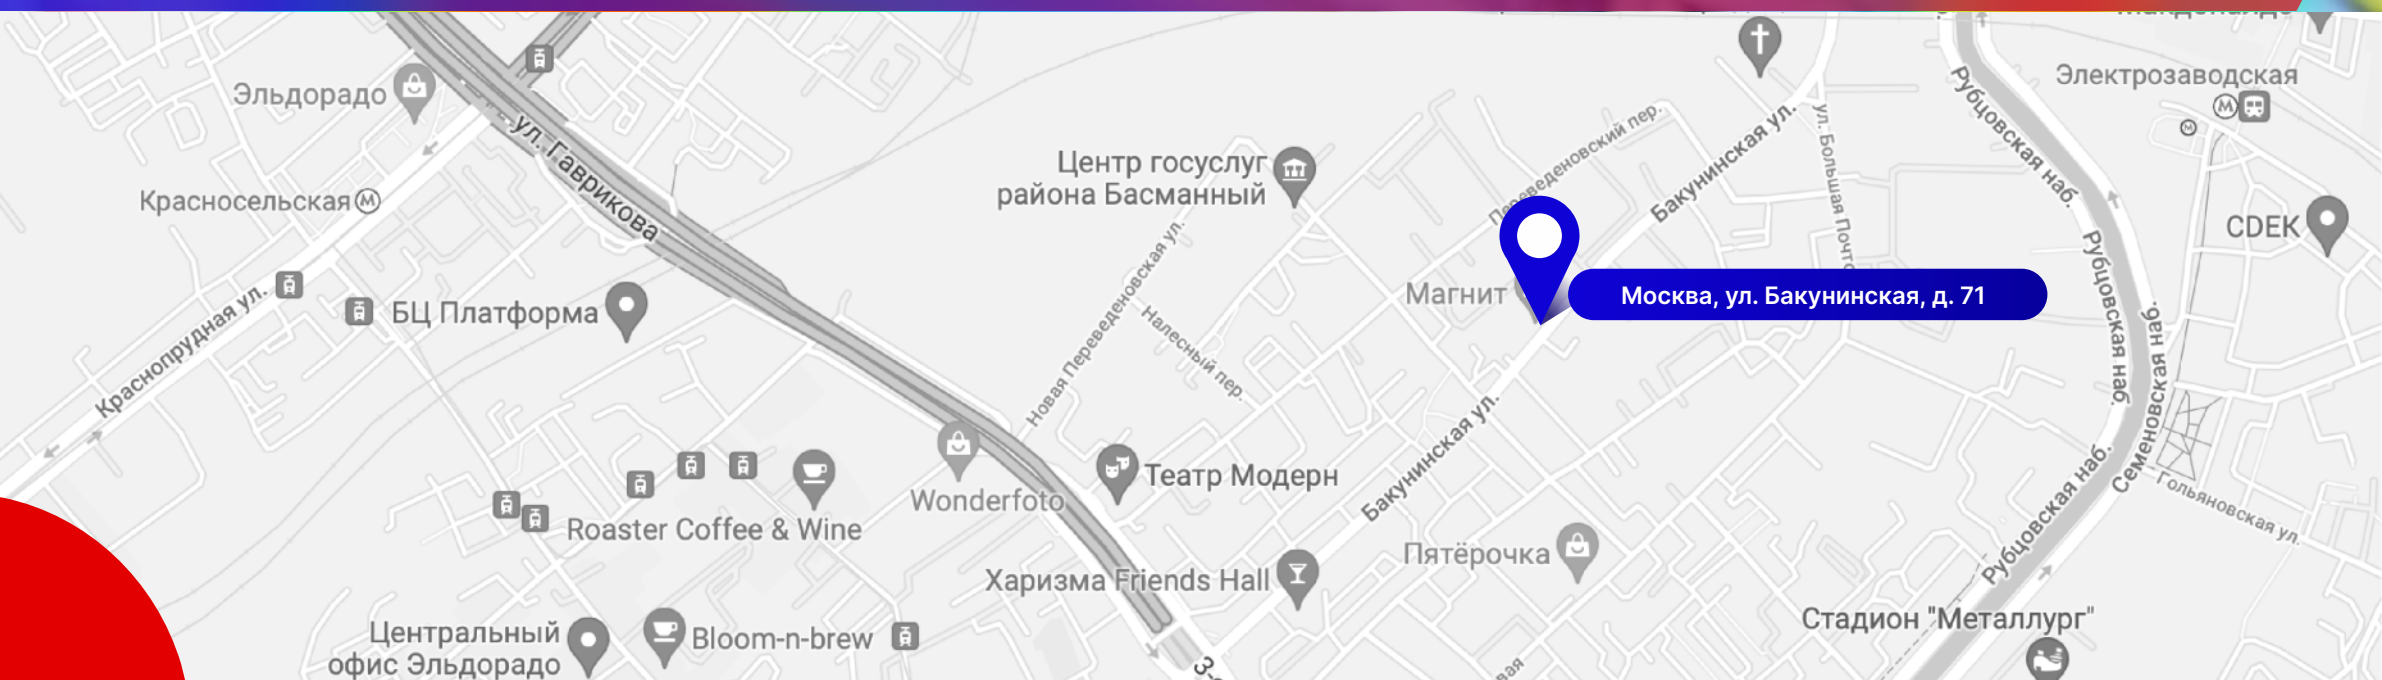 Эльдорадо
Электрозаводская
ул. Гаврикова
Рубцовская наб.
Переведеновский пер.
Бакунинская ул.
Центр госуслуг
района Басманный
Красносельская
CDEK
Новая Переведеновская ул.
ул. Большая Почто
Рубцовская наб.
Магнит
Москва, ул. Бакунинская, д. 71
БЦ Платформа
Краснопрудная ул.
Налесный пер.
Семеновская наб.
Бакунинская ул.
Театр Модерн
Wonderfoto
Рубцовская наб.
Гольяновская ул.
Roaster Coffee & Wine
Пятёрочка
Харизма Friends Hall
Стадион "Металлург"
Центральный
офис Эльдорадо
Bloom-n-brew